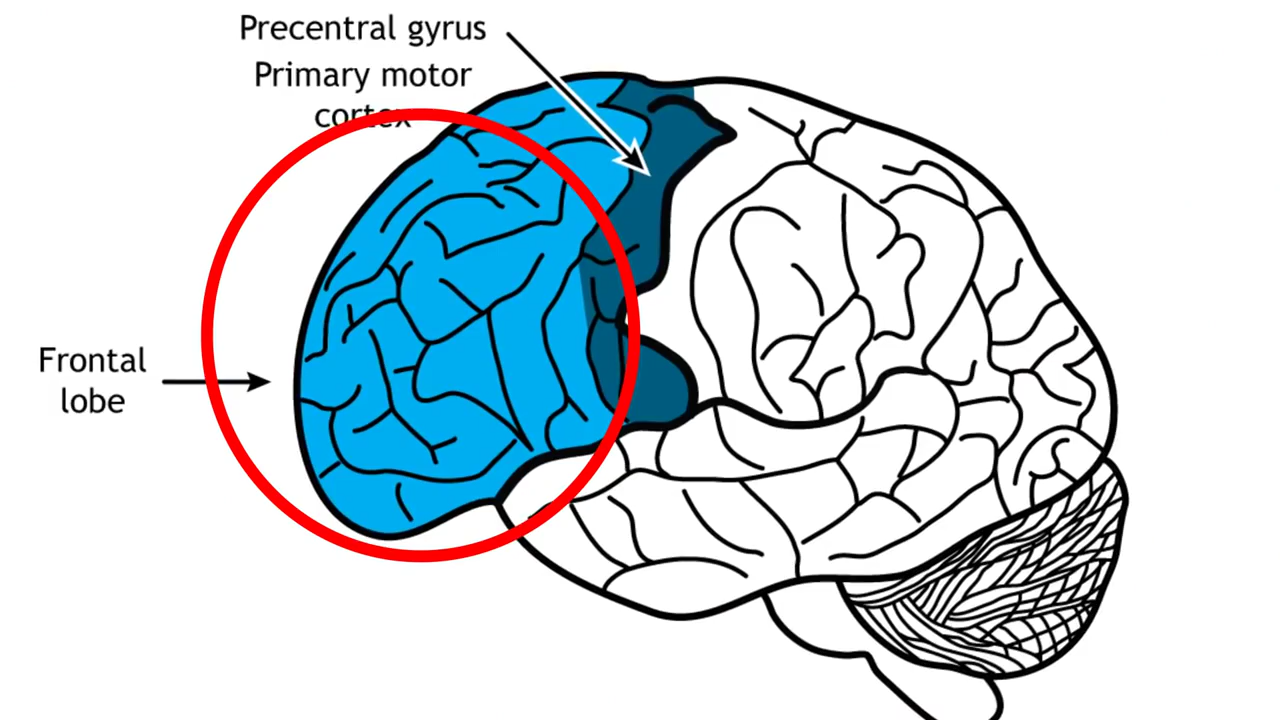 Precentral gyrus
Primary motor
cortex
Frontal
lobe